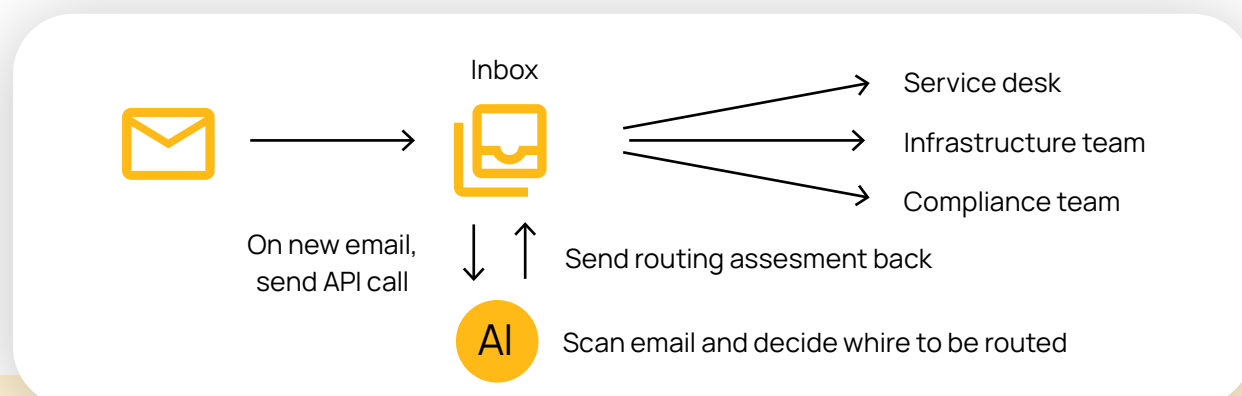 Inbox
Service desk
Infrastructure team
Compliance team
On new email,
send API call
Send routing assesment back
AI
Scan email and decide whire to be routed